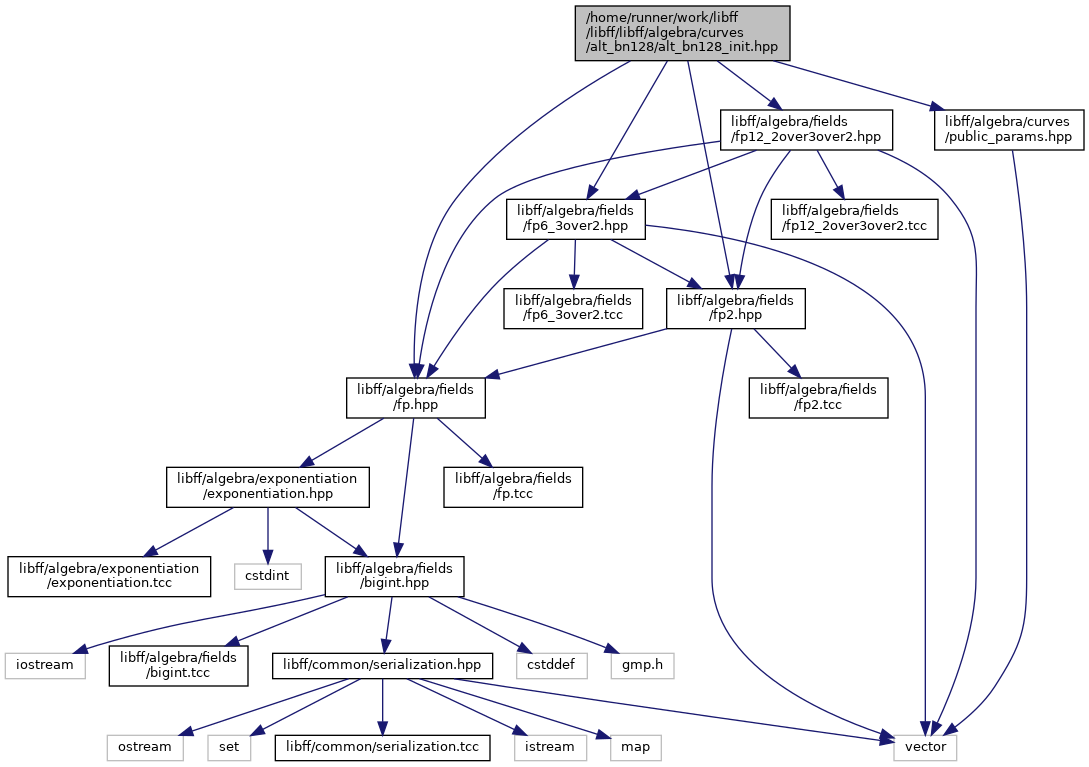 /home/runner/work/libff
/libff/libff/algebra/curves
/alt_bn128/alt_bn128_init.hpp
libff/algebra/fields
/fp12_2over3over2.hpp
libff/algebra/curves
/public_params.hpp
libff/algebra/fields
/fp6_3over2.hpp
libff/algebra/fields
/fp12_2over3over2.tcc
libff/algebra/fields
/fp6_3over2.tcc
libff/algebra/fields
/fp2.hpp
libff/algebra/fields
/fp.hpp
libff/algebra/fields
/fp2.tcc
libff/algebra/exponentiation
/exponentiation.hpp
libff/algebra/fields
/fp.tcc
libff/algebra/exponentiation
/exponentiation.tcc
cstdint
libff/algebra/fields
/bigint.hpp
iostream
libff/algebra/fields
/bigint.tcc
libff/common/serialization.hpp
cstddef
gmp.h
ostream
set
libff/common/serialization.tcc
istream
map
vector